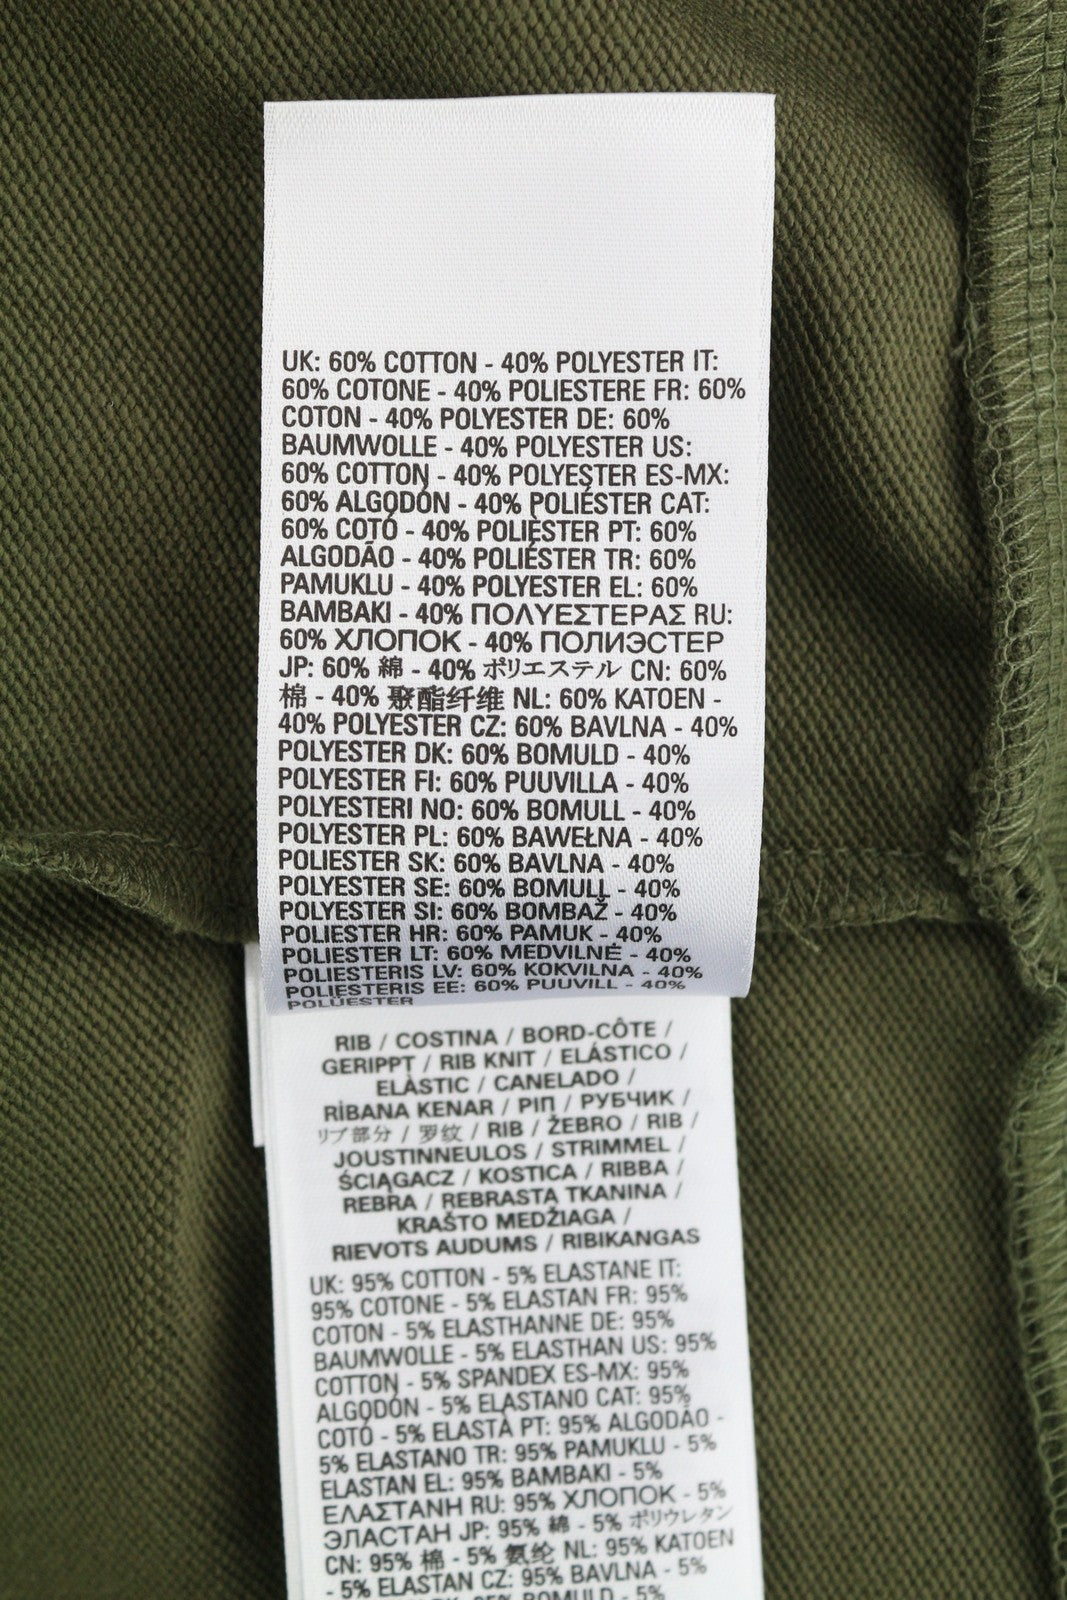 UK: 60% COTTON - 40% POLYESTER IT:
60% COTONE - 40% POLIESTERE FR: 60%
COTON - 40% POLYESTER DE: 60%
BAUMWOLLE - 40% POLYESTER US:
60% COTTON - 40% POLYESTER ES-MX:
60% ALGODÓN - 40% POLIÉSTER CAT:
60% COTÓ - 40% POLIÈSTER PT: 60%
ALGODÃO - 40% POLIÉSTER TR: 60%
PAMUKLU - 40% POLYESTER EL: 60%
BAMBAKI - 40% ΠΟΛΥΕΣΤΕΡΑΣ RU:
60% ХЛОПОК - 40% ПОЛИЭСТЕР
JP: 60% 綿 - 40% ポリエステル CN: 60%
棉 - 40% 聚酯纤维 NL: 60% KATOEN -
40% POLYESTER CZ: 60% BAVLNA - 40%
POLYESTER DK: 60% BOMULD - 40%
POLYESTER FI: 60% PUUVILLA - 40%
POLYESTERI NO: 60% BOMULL - 40%
POLYESTER PL: 60% BAWEŁNA - 40%
POLIESTER SK: 60% BAVLNA - 40%
POLYESTER SE: 60% BOMULL - 40%
POLYESTER SI: 60% BOMBAŽ - 40%
POLIESTER HR: 60% PAMUK - 40%
POLIESTER LT: 60% MEDVILNĖ - 40%
POLIESTERIS LV: 60% KOKVILNA - 40%
POLIESTERIS EE: 60% PUUVILL - 40%
POLÜESTER
RIB / COSTINA / BORD-CÔTE /
GERIPPT / RIB KNIT / ELÁSTICO /
ELÀSTIC / CANELADO /
RİBANA KENAR / ΡΙΠ / РУБЧИК /
リブ部分 / 罗纹 / RIB / ŽEBRO / RIB /
JOUSTINNEULOS / STRIMMEL /
ŚCIĄGACZ / KOSTICA / RIBBA /
REBRA / REBRASTA TKANINA /
KRAŠTO MEDŽIAGA /
RIEVOTS AUDUMS / RIBIKANGAS
UK: 95% COTTON - 5% ELASTANE IT:
95% COTONE - 5% ELASTAN FR: 95%
COTON - 5% ELASTHANNE DE: 95%
BAUMWOLLE - 5% ELASTHAN US: 95%
COTTON - 5% SPANDEX ES-MX: 95%
ALGODÓN - 5% ELASTANO CAT: 95%
COTÓ - 5% ELASTÀ PT: 95% ALGODÃO -
5% ELASTANO TR: 95% PAMUKLU - 5%
ELASTAN EL: 95% BAMBAKI - 5%
ΕΛΑΣΤΑΝΗ RU: 95% ХЛОПОК - 5%
ЭЛАСТАН JP: 95% 綿 - 5% ポリウレタン
CN: 95% 棉 - 5% 氨纶 NL: 95% KATOEN
- 5% ELASTAN CZ: 95% BAVLNA - 5%
95% BOMULD - 5%